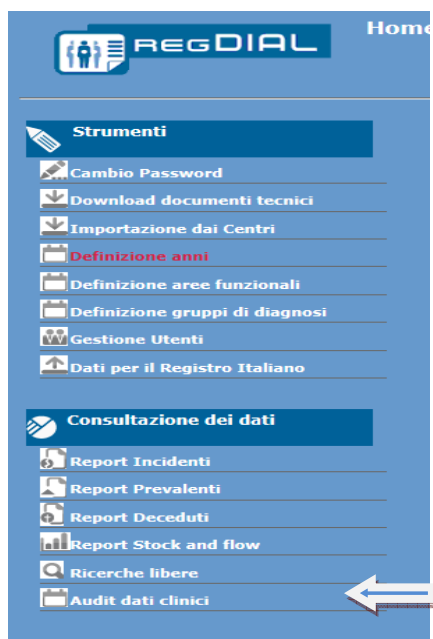 REGDIAL
Home
Strumenti
Cambio Password
Download documenti tecnici
Importazione dai Centri
Definizione anni
Definizione aree funzionali
Definizione gruppi di diagnosi
Gestione Utenti
Dati per il Registro Italiano
Consultazione dei dati
Report Incidenti
Report Prevalenti
Report Deceduti
Report Stock and flow
Ricerche libere
Audit dati clinici